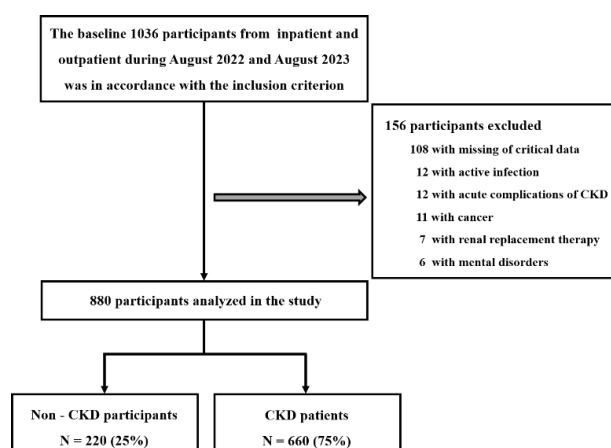 The baseline 1036 participants from inpatient and
outpatient during August 2022 and August 2023
was in accordance with the inclusion criterion
156 participants excluded
108 with missing of critical data
12 with active infection
12 with acute complications of CKD
11 with cancer
7 with renal replacement therapy
6 with mental disorders
880 participants analyzed in the study
Non - CKD participants
N = 220 (25%)
CKD patients
N = 660 (75%)